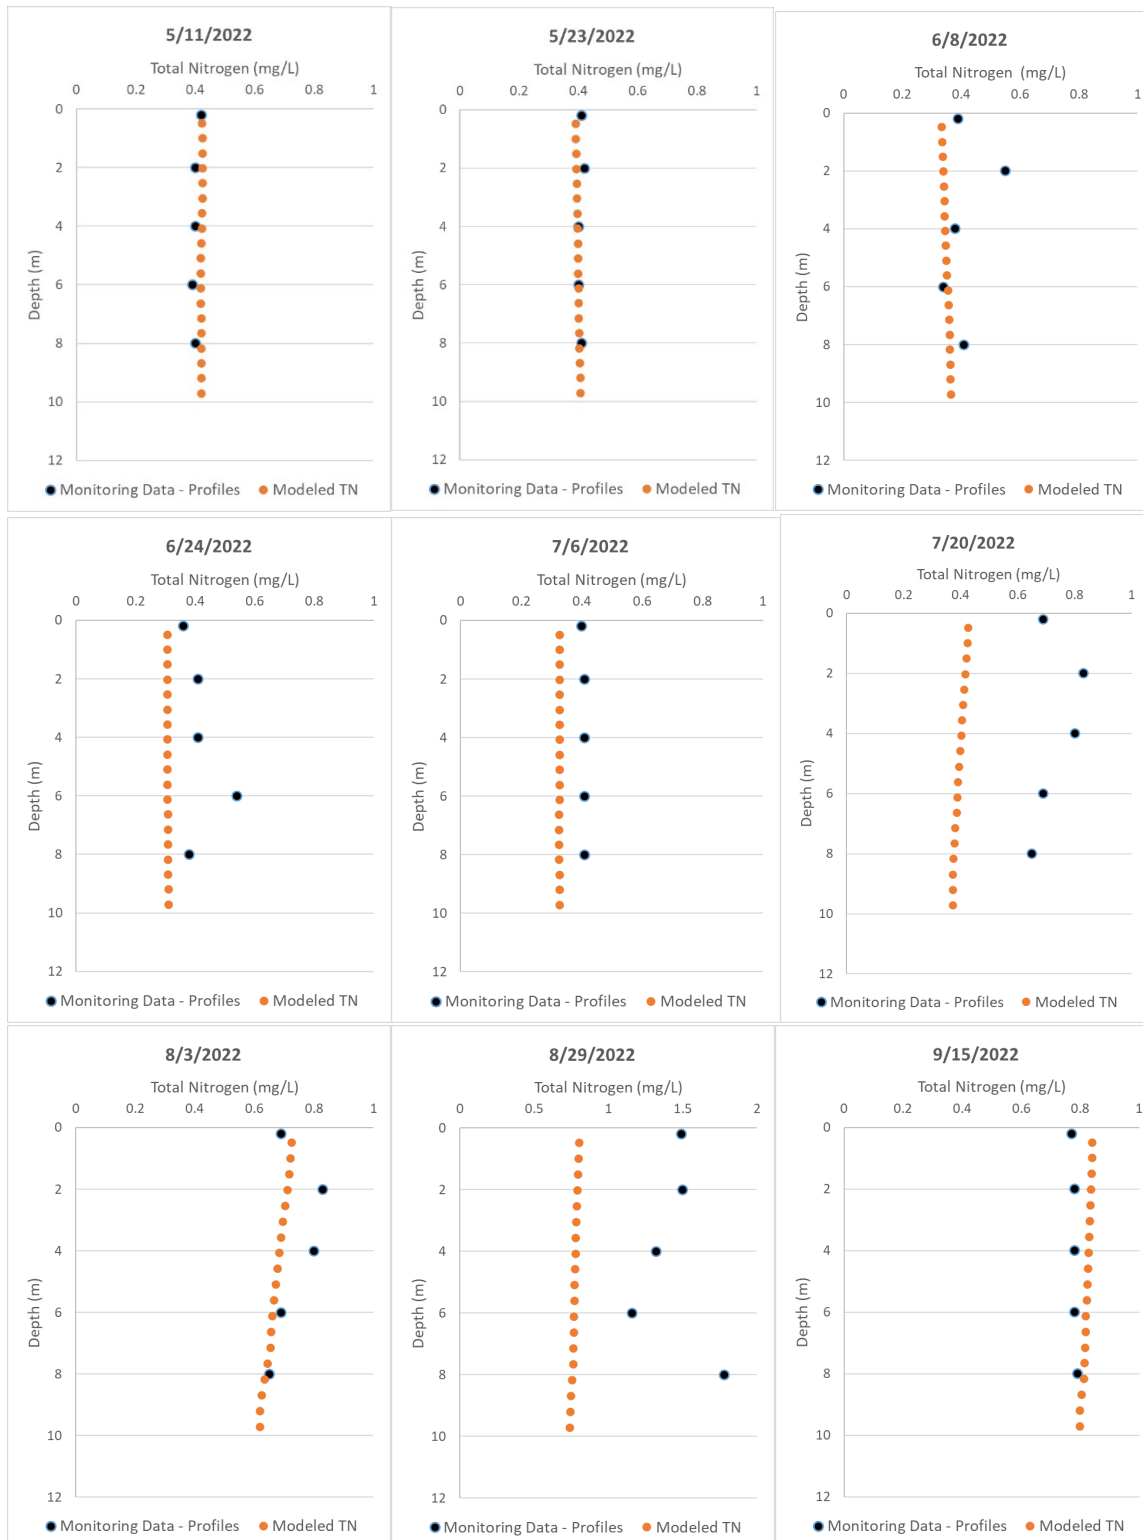 5/11/2022
Total Nitrogen (mg/L)
0 0.2 0.4 0.6 0.8 1
0
2
4
6
8
10
12
Depth (m)
Monitoring Data - Profiles Modeled TN
5/23/2022
Total Nitrogen (mg/L)
0 0.2 0.4 0.6 0.8 1
0
2
4
6
8
10
12
Depth (m)
Monitoring Data - Profiles Modeled TN
6/8/2022
Total Nitrogen (mg/L)
0 0.2 0.4 0.6 0.8 1
0
2
4
6
8
10
12
Depth (m)
Monitoring Data - Profiles Modeled TN
6/24/2022
Total Nitrogen (mg/L)
0 0.2 0.4 0.6 0.8 1
0
2
4
6
8
10
12
Depth (m)
Monitoring Data - Profiles Modeled TN
7/6/2022
Total Nitrogen (mg/L)
0 0.2 0.4 0.6 0.8 1
0
2
4
6
8
10
12
Depth (m)
Monitoring Data - Profiles Modeled TN
7/20/2022
Total Nitrogen (mg/L)
0 0.2 0.4 0.6 0.8 1
0
2
4
6
8
10
12
Depth (m)
Monitoring Data - Profiles Modeled TN
8/3/2022
Total Nitrogen (mg/L)
0 0.2 0.4 0.6 0.8 1
0
2
4
6
8
10
12
Depth (m)
Monitoring Data - Profiles Modeled TN
8/29/2022
Total Nitrogen (mg/L)
0 0.5 1 1.5 2
0
2
4
6
8
10
12
Depth (m)
Monitoring Data - Profiles Modeled TN
9/15/2022
Total Nitrogen (mg/L)
0 0.2 0.4 0.6 0.8 1
0
2
4
6
8
10
12
Depth (m)
Monitoring Data - Profiles Modeled TN